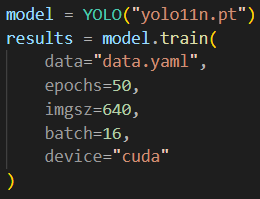 model = YOLO("yolo11n.pt")
results = model.train(
    data="data.yaml",
    epochs=50,
    imgsz=640,
    batch=16,
    device="cuda"
)